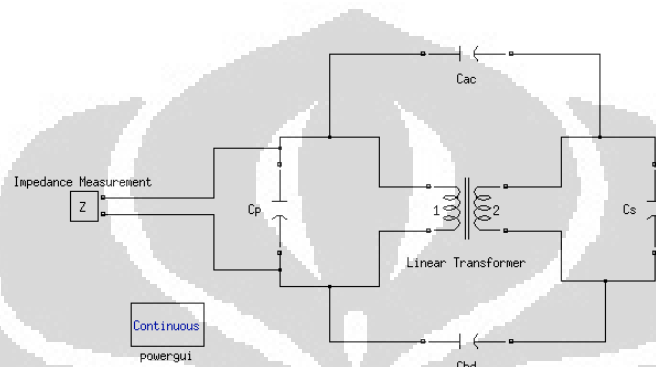 Cac
Impedance Measurement
Z
Cp
1
2
Cs
Linear Transformer
Continuous
powergui
Cbd